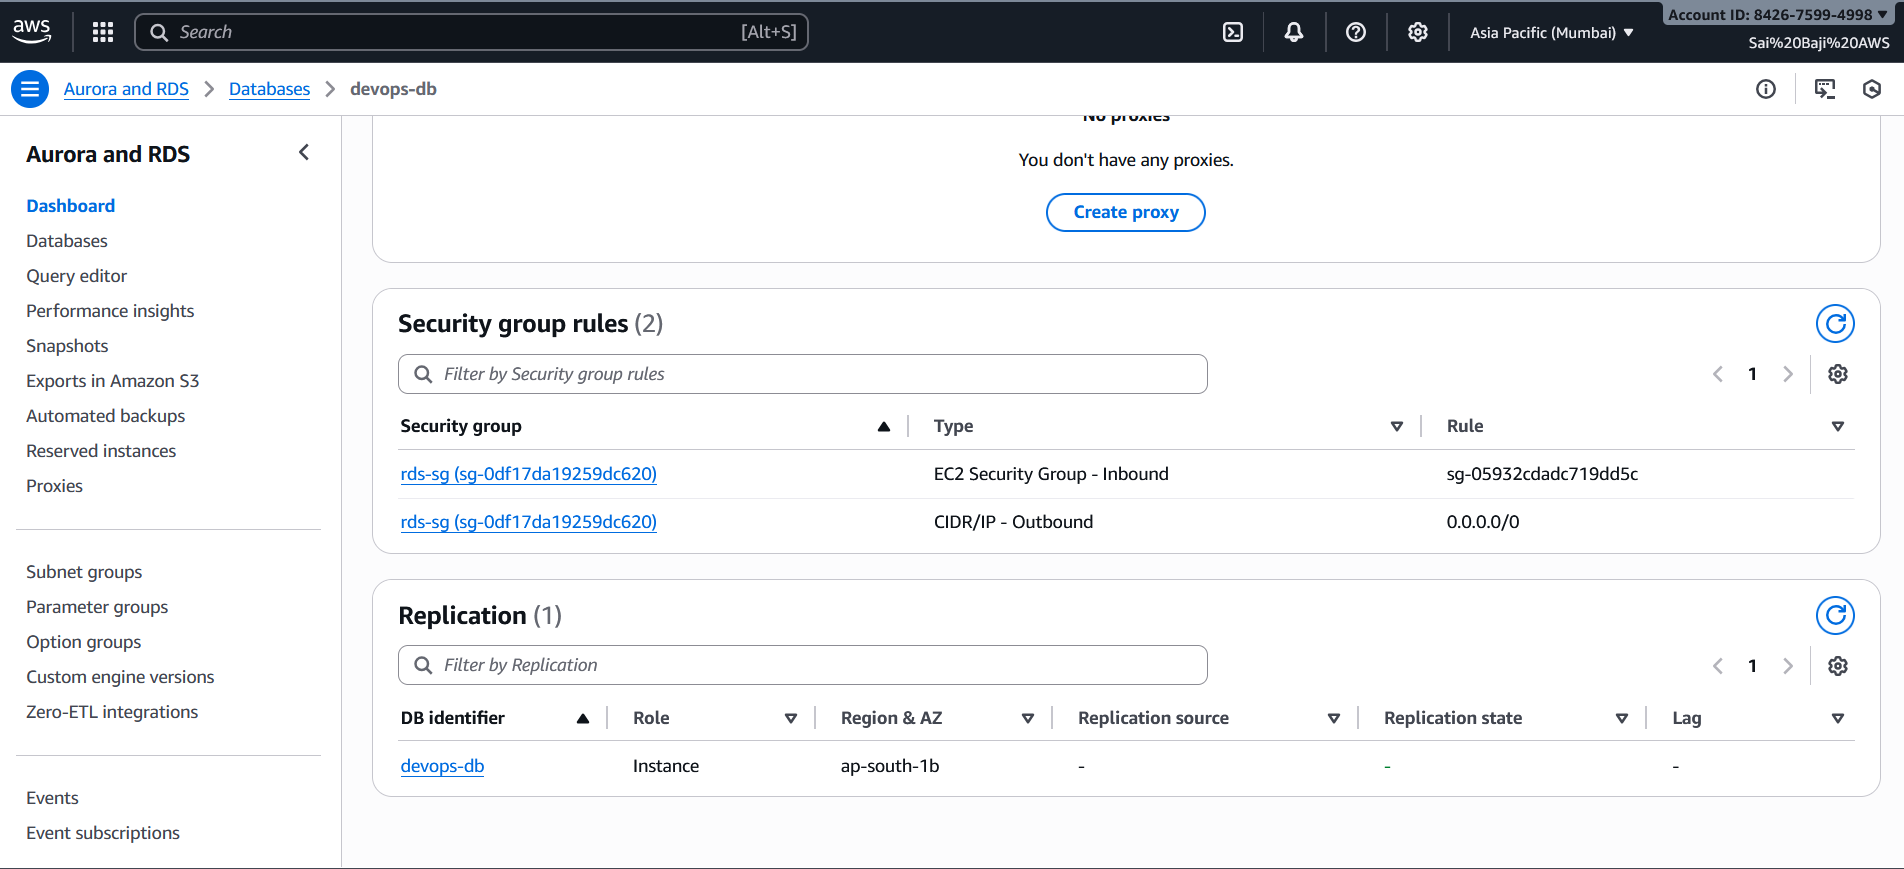 aws
Search [Alt+S]
Asia Pacific (Mumbai)
Account ID: 8426-7599-4998
Sai%20Baji%20AWS
Aurora and RDS
Databases
devops-db
Aurora and RDS
Dashboard
Databases
Query editor
Performance insights
Snapshots
Exports in Amazon S3
Automated backups
Reserved instances
Proxies
Subnet groups
Parameter groups
Option groups
Custom engine versions
Zero-ETL integrations
Events
Event subscriptions
No proxies
You don't have any proxies.
Create proxy
Security group rules (2)
Filter by Security group rules
1
Security group Type Rule
rds-sg (sg-0df17da19259dc620) EC2 Security Group - Inbound sg-05932cdadc719dd5c
rds-sg (sg-0df17da19259dc620) CIDR/IP - Outbound 0.0.0.0/0
Replication (1)
Filter by Replication
1
DB identifier Role Region & AZ Replication source Replication state Lag
devops-db Instance ap-south-1b - - -